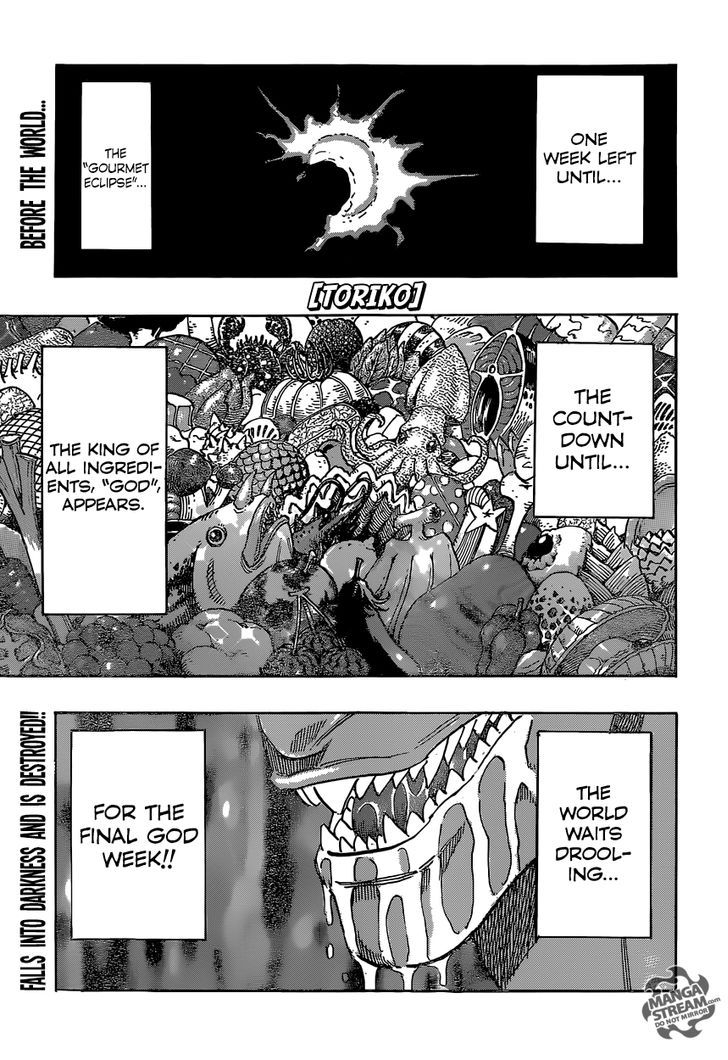 BEFORE THE WORLD...
ONE
WEEK LEFT
UNTIL...
THE
"GOURMET
ECLIPSE"...
[TORIKO]
THE
COUNT-
DOWN
UNTIL...
THE KING OF
ALL INGREDI-
ENTS, "GOD",
APPEARS.
FALLS INTO DARKNESS AND IS DESTROYED!!
THE
WORLD
WAITS
DROOL-
ING...
FOR THE
FINAL GOD
WEEK!!
MANGA
STREAM.COM
DO NOT MIRROR